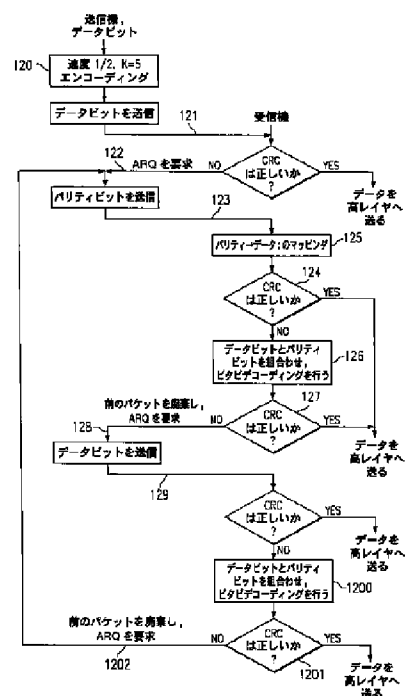 送信機,
データビット
120
速度 1/2, K=5
エンコーディング
データビットを送信
121
受信機
122
ARQ を要求
NO
CRC
は正しいか
?
YES
データを
高レイヤへ
送る
パリティビットを送信
123
パリティーデータ:のマッピング
125
124
CRC
は正しいか
?
YES
NO
データビットとパリティ
ビットを組合わせ,
ビタビデコーディングを行う
126
127
前のパケットを廃棄し,
ARQ を要求
NO
CRC
は正しいか
?
YES
128
データを
高レイヤへ
送る
データビットを送信
129
CRC
は正しいか
?
YES
NO
データを
高レイヤへ
送る
データビットとパリティ
ビットを組合わせ,
ビタビデコーディングを行う
1200
前のパケットを廃棄し,
ARQ を要求
NO
CRC
は正しいか
?
YES
1202
1201
データを
高レイヤへ
送る